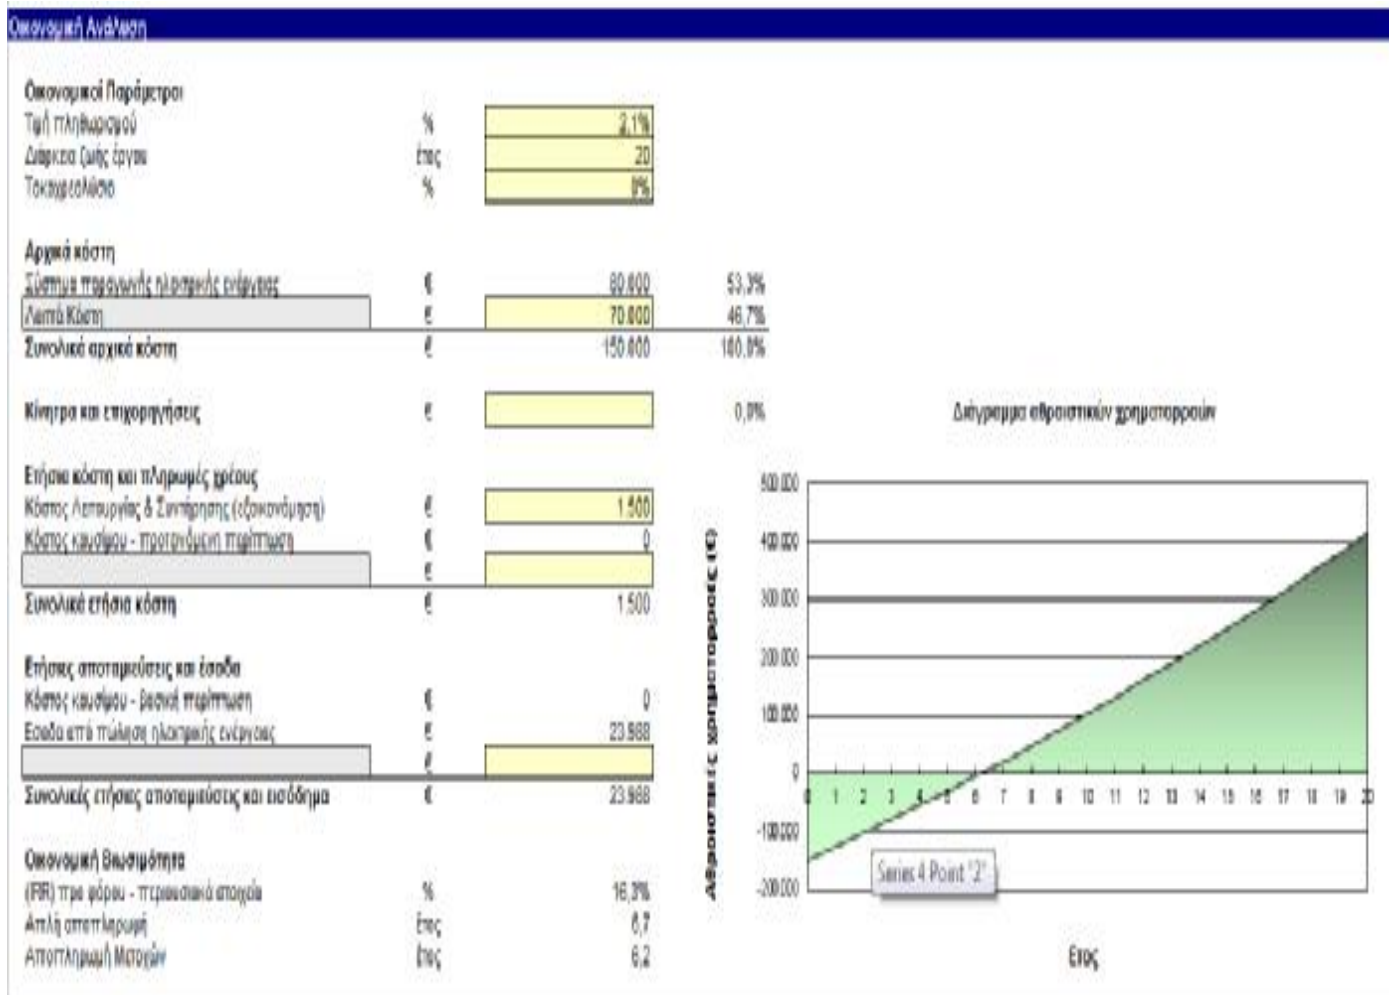 Οικονομική Ανάλυση
Οικονομικοί Παράμετροι
Τιμή πληθωρισμού % 2,1%
Διάρκεια ζωής έργου έτος 20
Τοκοχρεολύσιο % 0%
Αρχικά κόστη
Σύστημα παραγωγής ηλεκτρικής ενέργειας € 80.000 53,3%
Λοιπά Κόστη € 70.000 46,7%
Συνολικά αρχικά κόστη € 150.000 100,0%
Κίνητρα και επιχορηγήσεις € 0,0%
Ετήσια κόστη και πληρωμές χρέους
Κόστος Λειτουργίας & Συντήρησης (εξοικονόμηση) € 1.500
Κόστος καυσίμου - προτεινόμενη περίπτωση € 0
€
Συνολικά ετήσια κόστη € 1.500
Ετήσιες αποταμιεύσεις και έσοδα
Κόστος καυσίμου - βασική περίπτωση € 0
Εσοδα από πώληση ηλεκτρικής ενέργειας € 23.988
€
Συνολικές ετήσιες αποταμιεύσεις και εισόδημα € 23.988
Οικονομική Βιωσιμότητα
(IRR) προ φόρου - περιουσιακά στοιχεία % 16,3%
Απλή αποπληρωμή έτος 6,7
Αποπληρωμή Μετοχών έτος 6,2
Διάγραμμα αθροιστικών χρηματορροών
Αθροιστικές χρηματορροές (€)
500.000
400.000
300.000
200.000
100.000
0
-100.000
-200.000
0 1 2 3 4 5 6 7 8 9 10 11 12 13 14 15 16 17 18 19 20
Series 4 Point "2"
Ετος